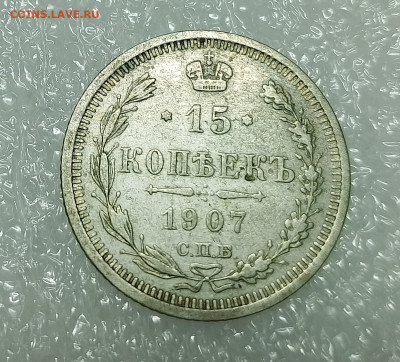 COINS.LAVE.RU
* 15 *
КОПѢЕКЪ
1907
С.П.Б.